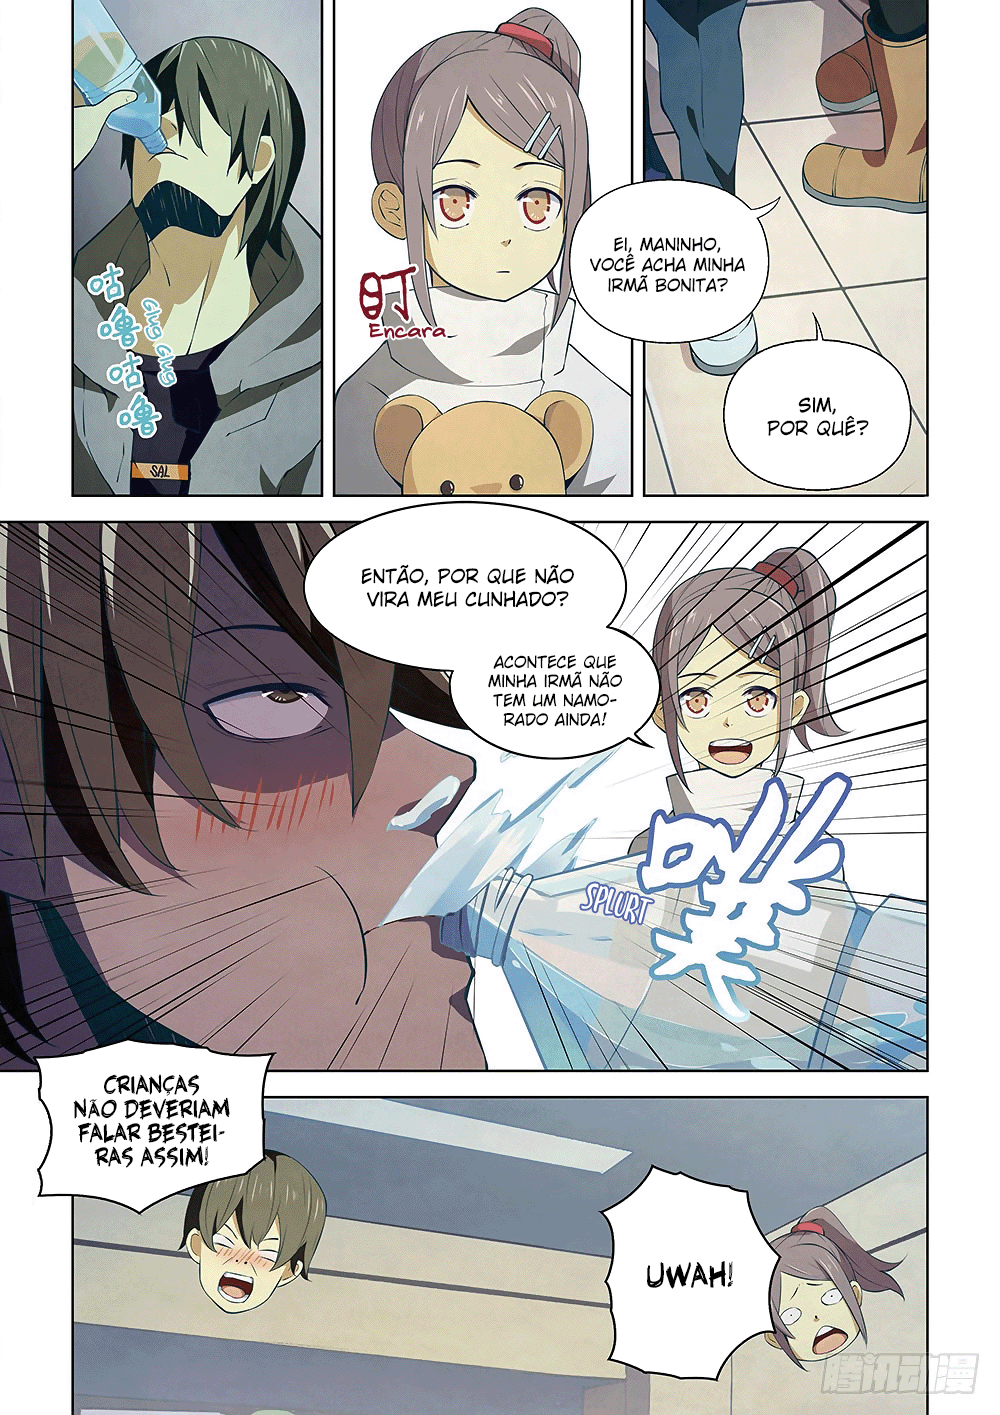 咕
噜
咕
噜
Glug Glug
SAL
盯
Encara
EI, MANINHO,
VOCÊ ACHA MINHA
IRMÃ BONITA?
SIM,
POR QUÊ?
ENTÃO, POR QUE NÃO
VIRA MEU CUNHADO?
ACONTECE QUE
MINHA IRMÃ NÃO
TEM UM NAMO-
RADO AINDA!
SPLURT
噗
CRIANÇAS
NÃO DEVERIAM
FALAR BESTEI-
RAS ASSIM!
UWAH!
腾讯动漫